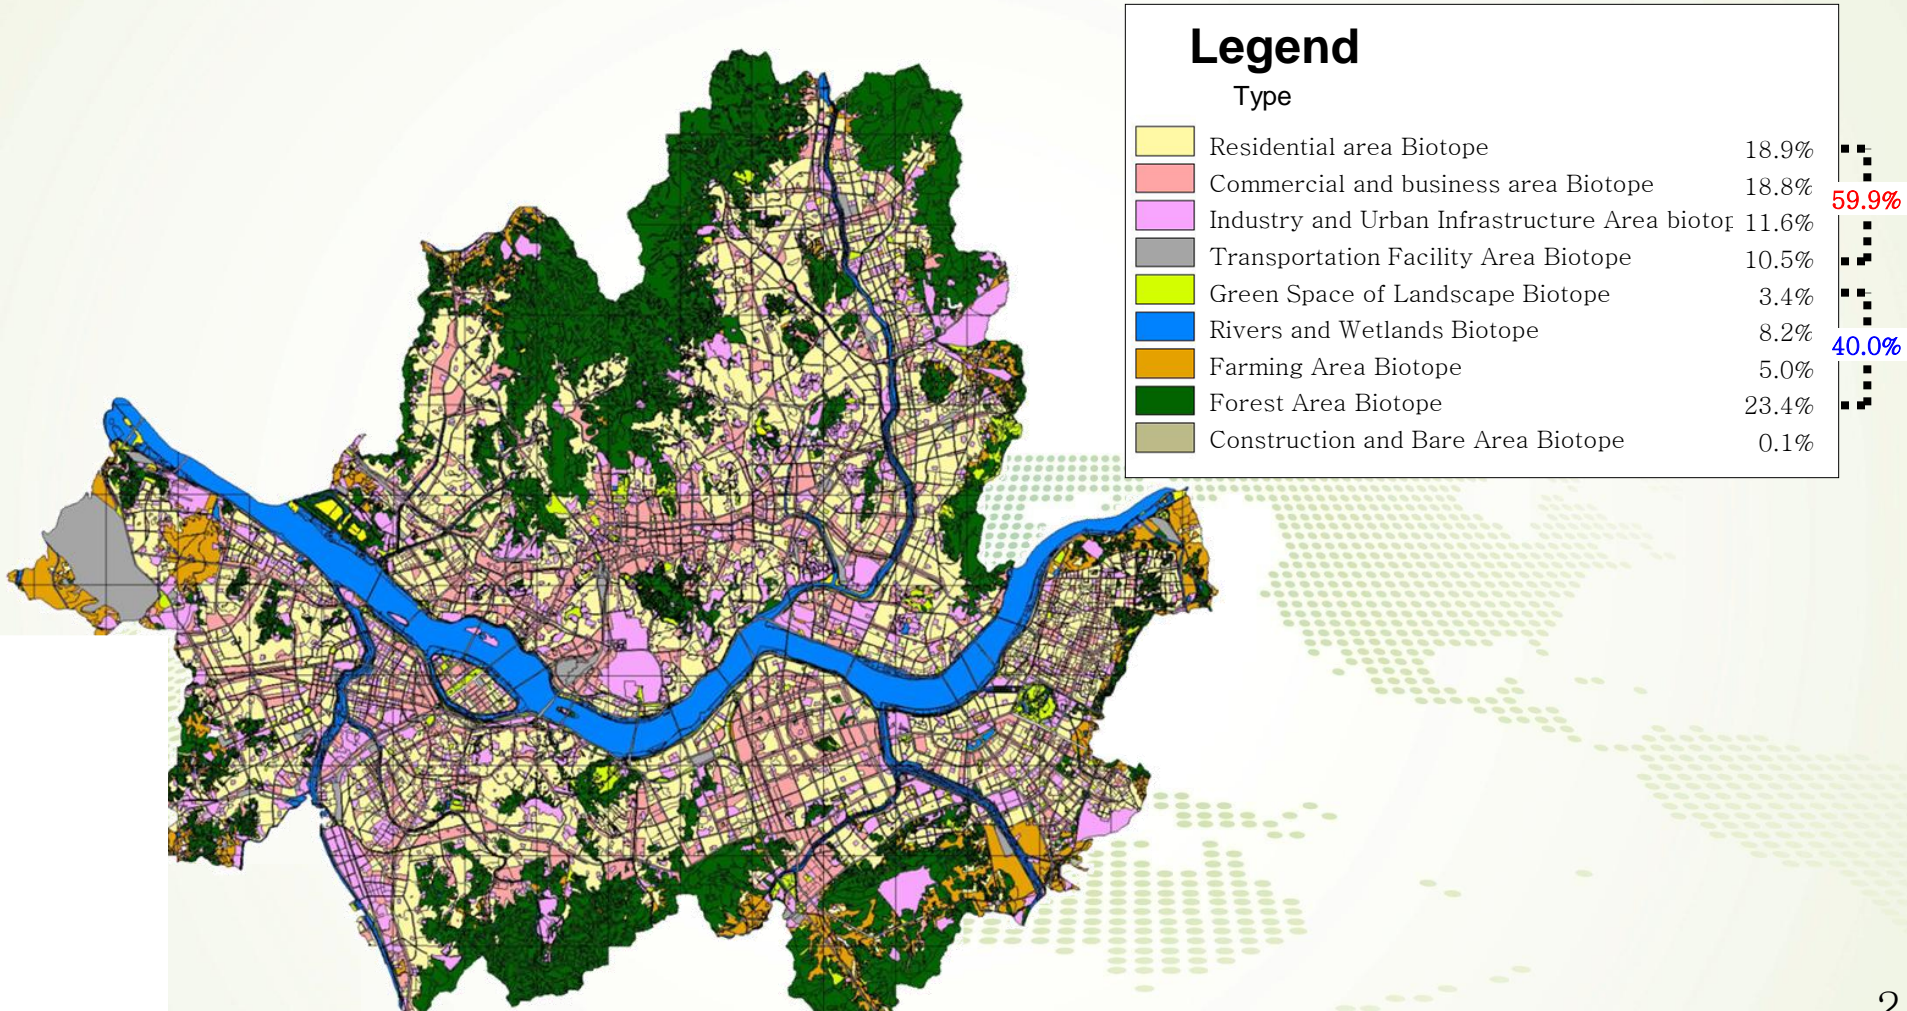 Legend
Type
Residential area Biotope 18.9%
Commercial and business area Biotope 18.8%
Industry and Urban Infrastructure Area biotop 11.6%
Transportation Facility Area Biotope 10.5%
59.9%
Green Space of Landscape Biotope 3.4%
Rivers and Wetlands Biotope 8.2%
Farming Area Biotope 5.0%
Forest Area Biotope 23.4%
40.0%
Construction and Bare Area Biotope 0.1%
2